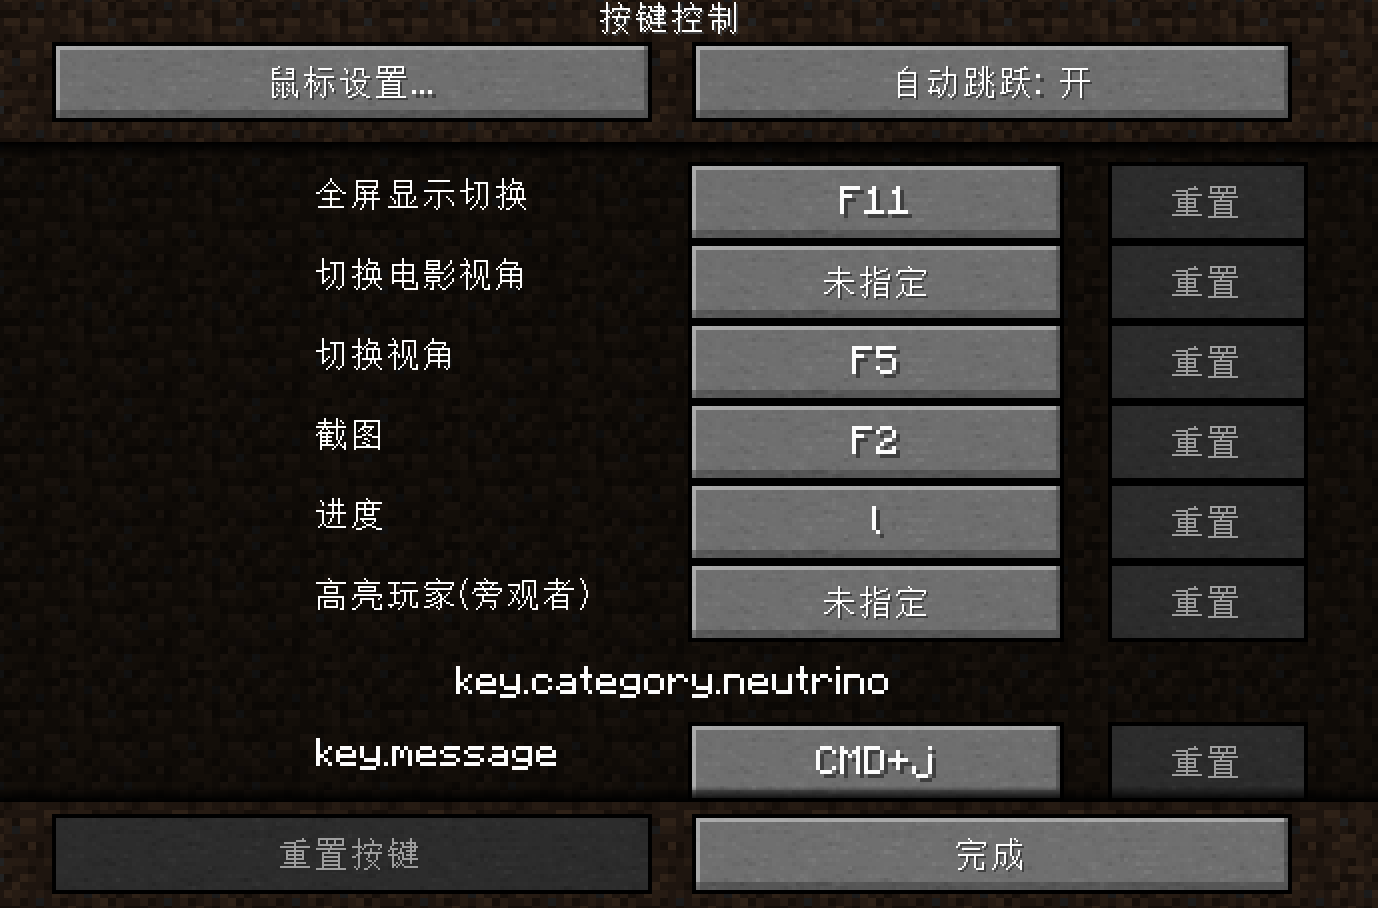 按键控制
鼠标设置... 自动跳跃: 开
全屏显示切换 F11 重置
切换电影视角 未指定 重置
切换视角 F5 重置
截图 F2 重置
进度 l 重置
高亮玩家(旁观者) 未指定 重置
key.category.neutrino
key.message CMD+j 重置
重置按键 完成